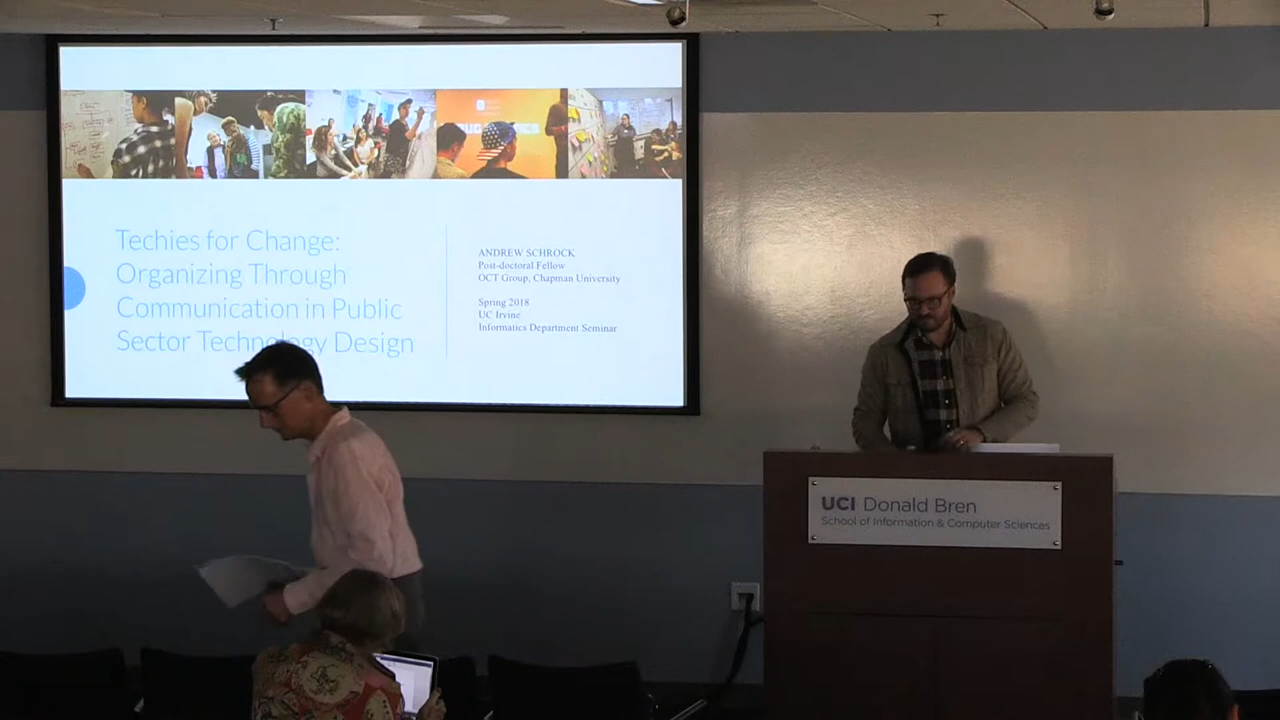 Techies for Change:
Organizing Through
Communication in Public
Sector Technology Design
ANDREW SCHROCK
Post-doctoral Fellow
OCT Group, Chapman University
Spring 2018
UC Irvine
Informatics Department Seminar
UCI Donald Bren
School of Information & Computer Sciences